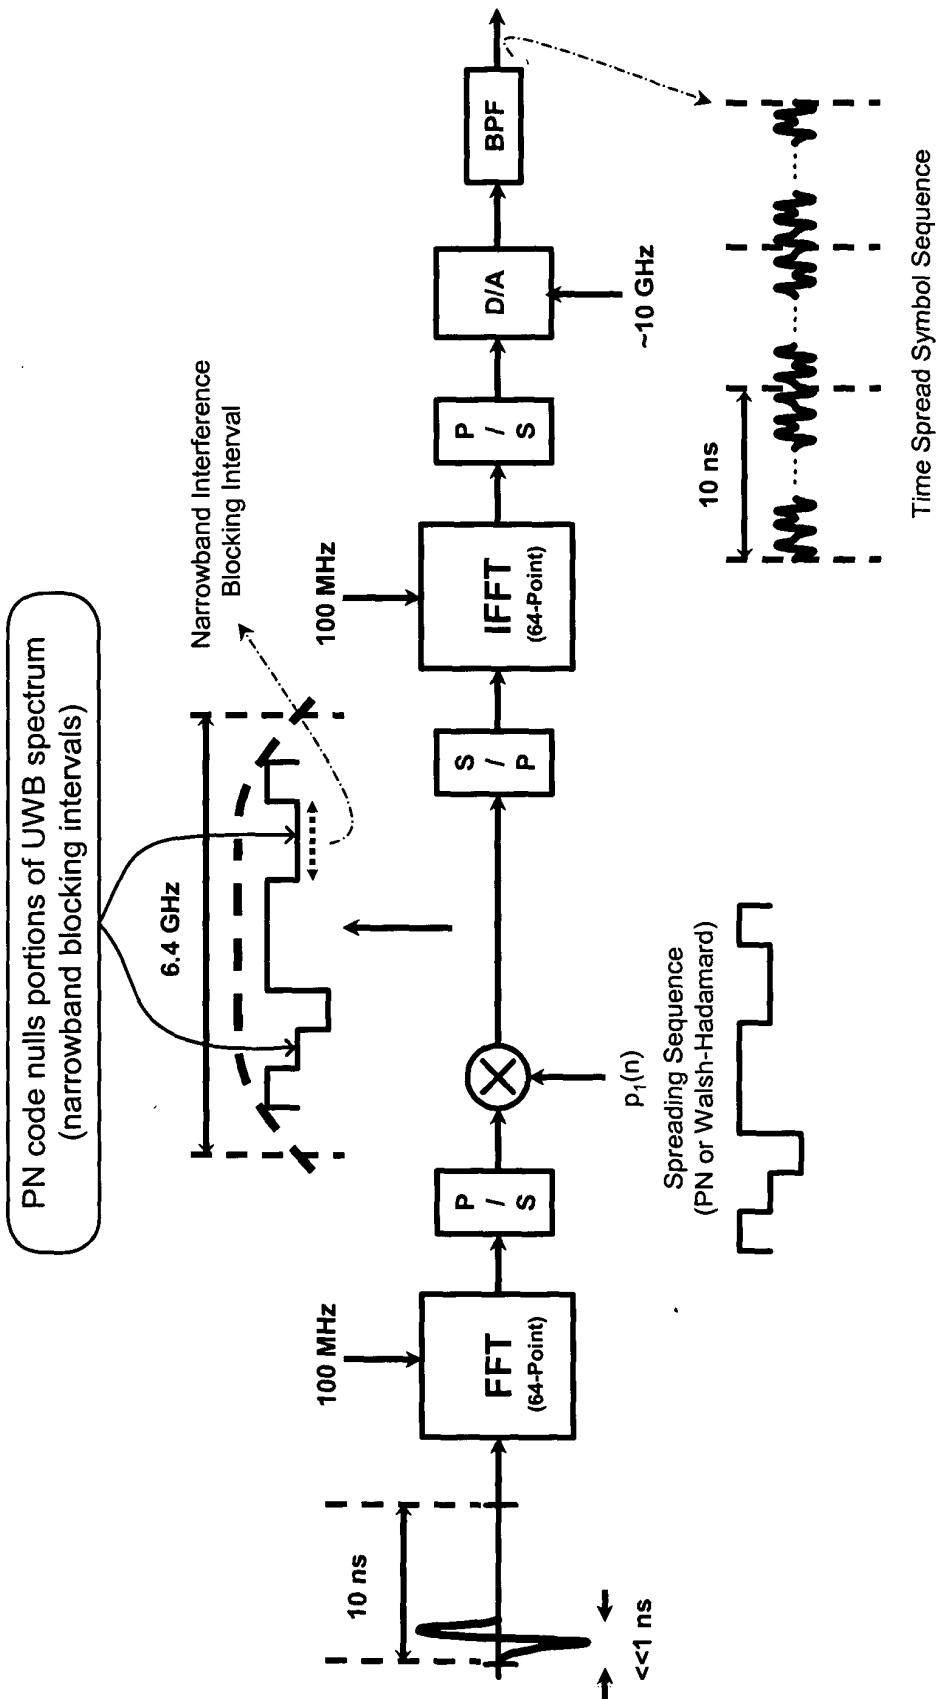 PN code nulls portions of UWB spectrum
(narrowband blocking intervals)
6.4 GHz
Narrowband Interference
Blocking Interval
10 ns
<<1 ns
100 MHz
FFT
(64-Point)
P
/
S
p₁(n)
Spreading Sequence
(PN or Walsh-Hadamard)
S
/
P
100 MHz
IFFT
(64-Point)
P
/
S
D/A
~10 GHz
BPF
10 ns
Time Spread Symbol Sequence